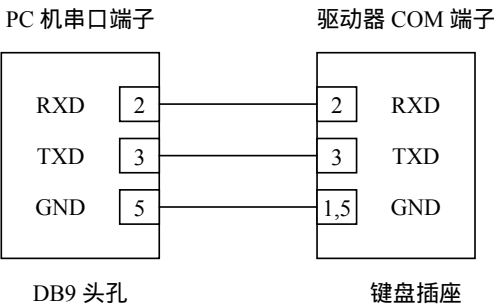 PC 机串口端子 驱动器 COM 端子
RXD 2 2 RXD
TXD 3 3 TXD
GND 5 1,5 GND
DB9 头孔 键盘插座